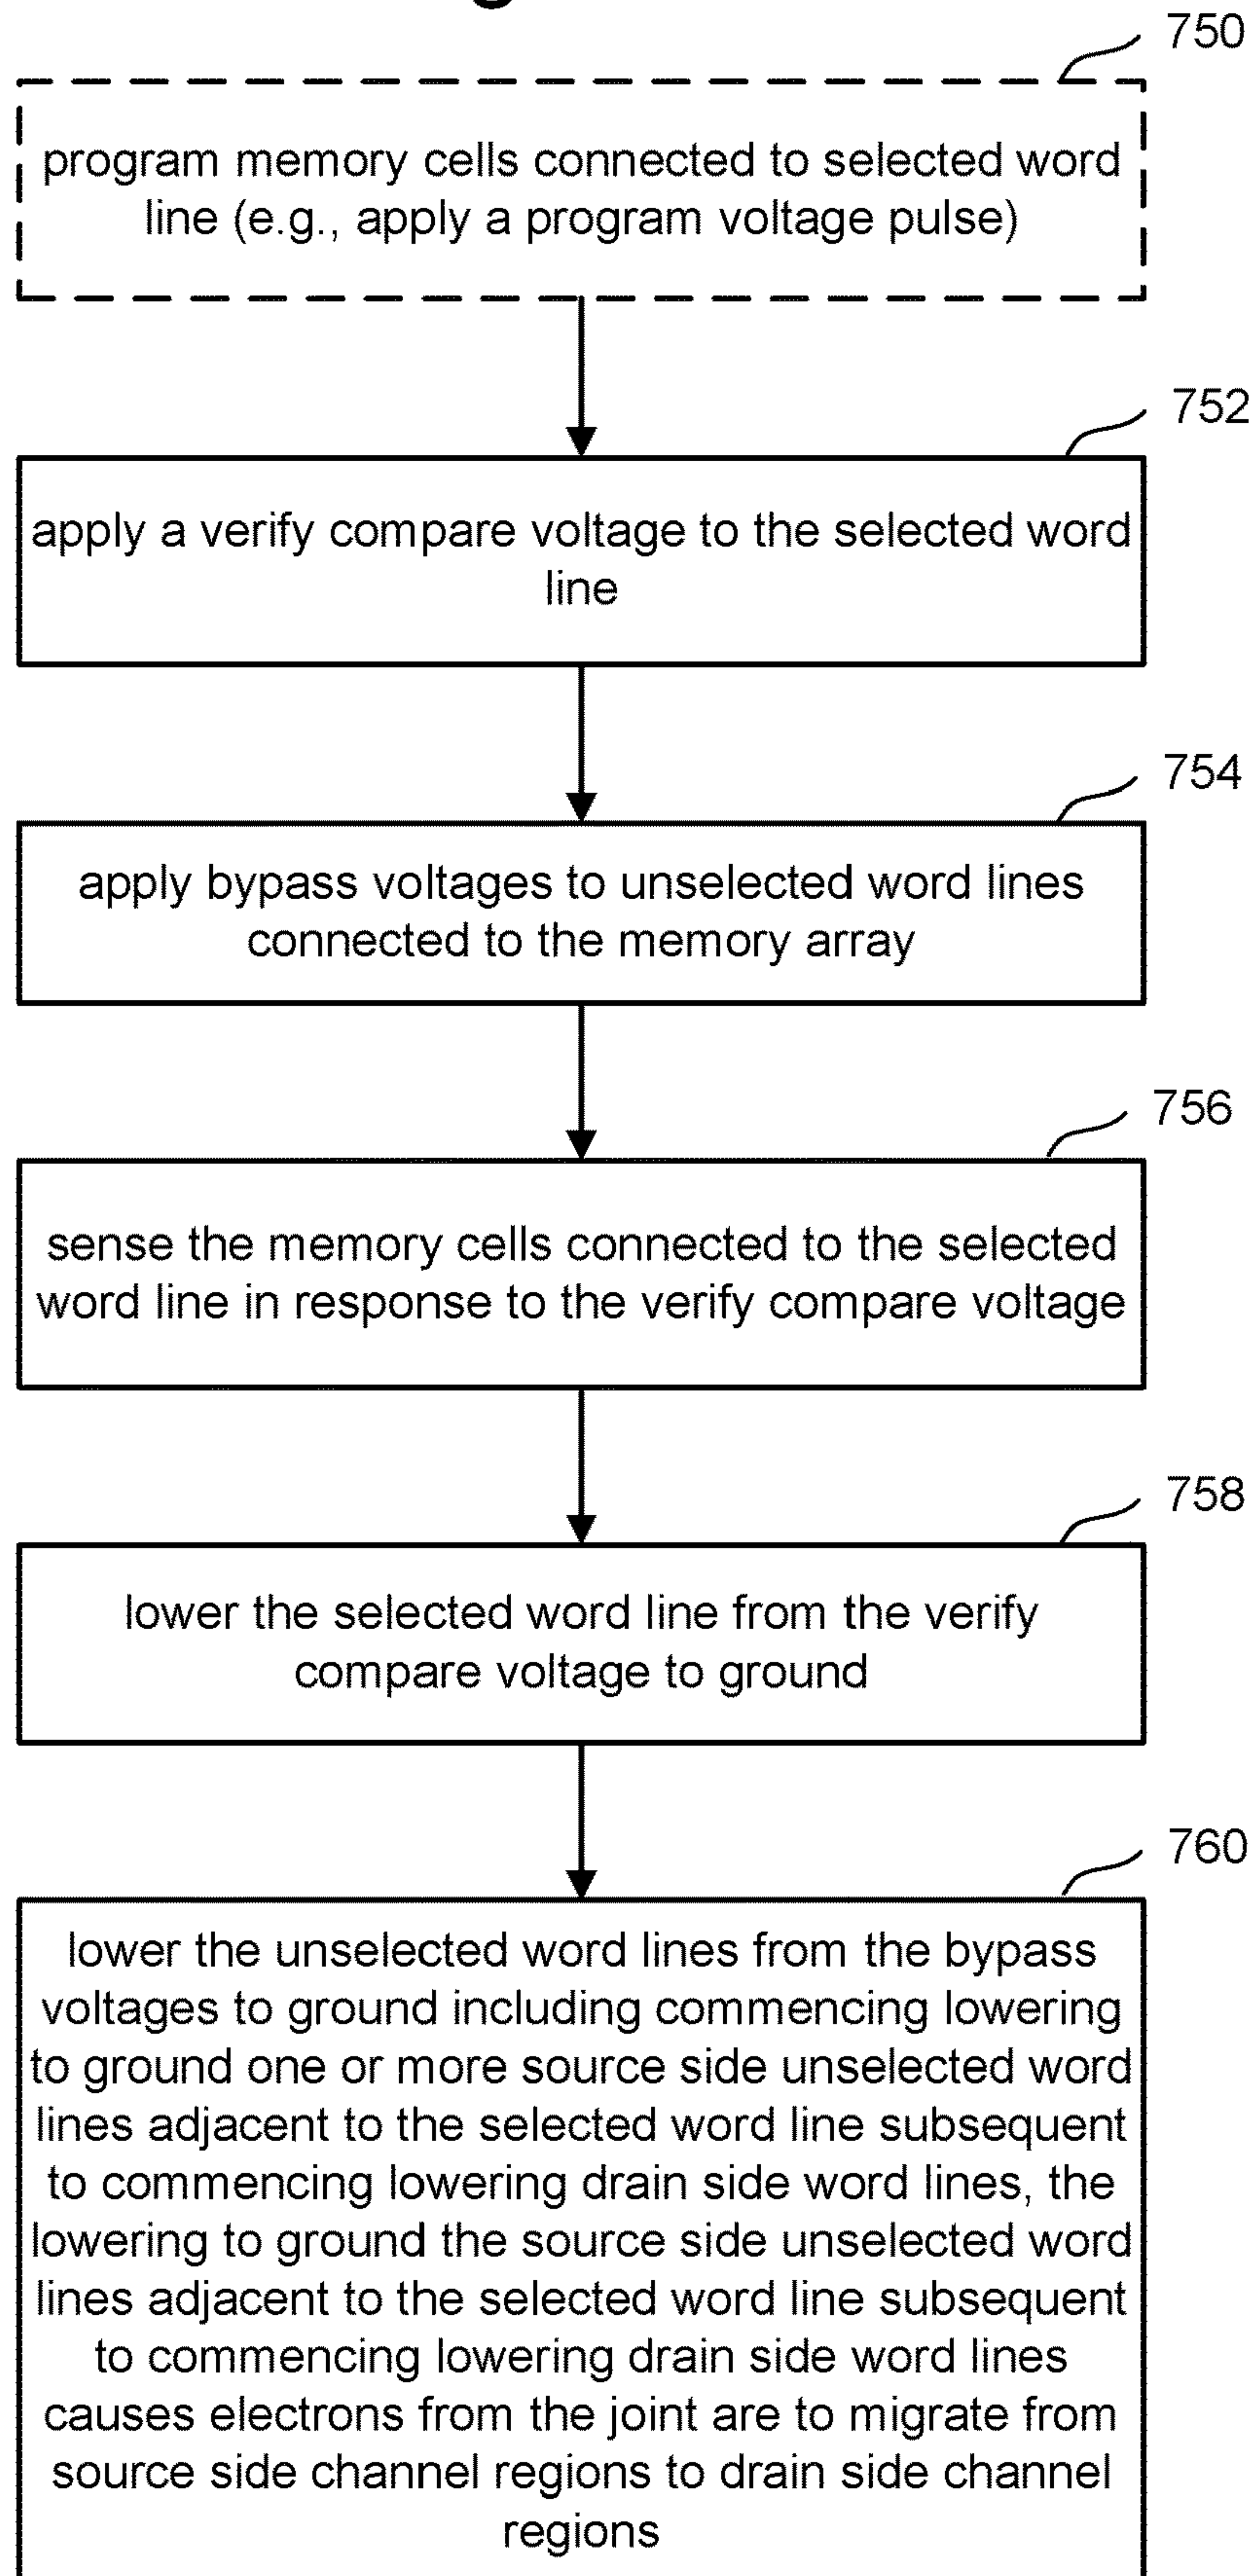 750
program memory cells connected to selected word
line (e.g., apply a program voltage pulse)
752
apply a verify compare voltage to the selected word
line
754
apply bypass voltages to unselected word lines
connected to the memory array
756
sense the memory cells connected to the selected
word line in response to the verify compare voltage
758
lower the selected word line from the verify
compare voltage to ground
760
lower the unselected word lines from the bypass
voltages to ground including commencing lowering
to ground one or more source side unselected word
lines adjacent to the selected word line subsequent
to commencing lowering drain side word lines, the
lowering to ground the source side unselected word
lines adjacent to the selected word line subsequent
to commencing lowering drain side word lines
causes electrons from the joint are to migrate from
source side channel regions to drain side channel
regions